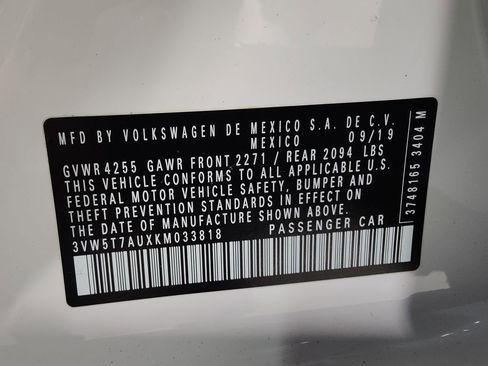 MFD BY VOLKSWAGEN DE MEXICO S.A. DE C.V.
MEXICO 09/19
GVWR 4255 GAWR FRONT 2271 / REAR 2094 LBS
THIS VEHICLE CONFORMS TO ALL APPLICABLE U.S.
FEDERAL MOTOR VEHICLE SAFETY, BUMPER AND
THEFT PREVENTION STANDARDS IN EFFECT ON
THE DATE OF MANUFACTURE SHOWN ABOVE.
3VW5T7AUXKM033818 PASSENGER CAR
3748165 3404 M